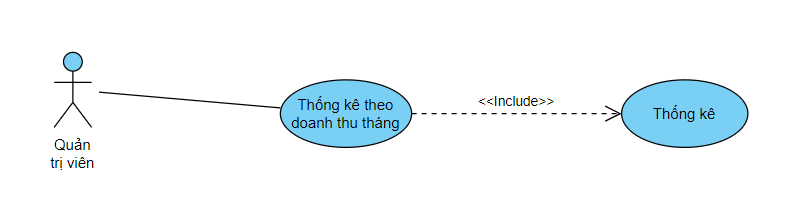 Thống kê theo
doanh thu tháng
<<Include>>
Thống kê
Quản
trị viên